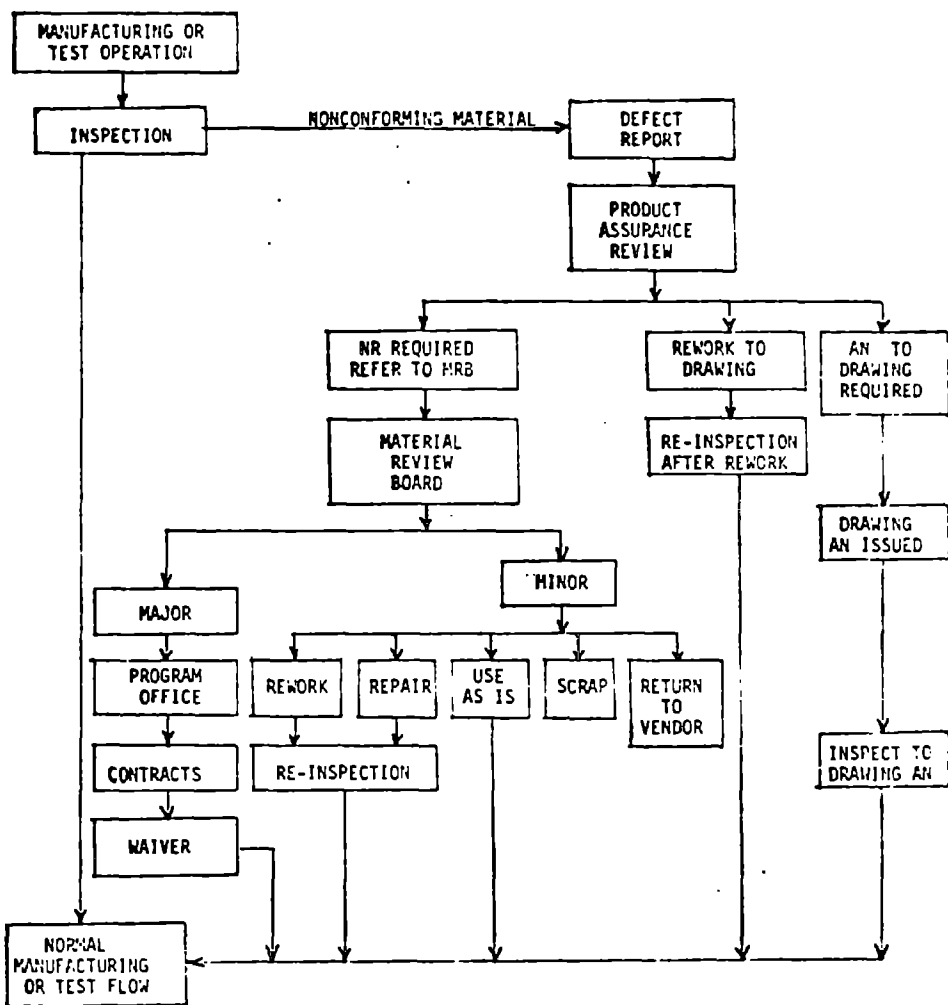 MANUFACTURING OR
TEST OPERATION
INSPECTION
NONCONFORMING MATERIAL
DEFECT
REPORT
PRODUCT
ASSURANCE
REVIEW
NR REQUIRED
REFER TO MRB
REWORK TO
DRAWING
AN TO
DRAWING
REQUIRED
MATERIAL
REVIEW
BOARD
RE-INSPECTION
AFTER REWORK
DRAWING
AN ISSUED
MAJOR
MINOR
PROGRAM
OFFICE
REWORK
REPAIR
USE
AS IS
SCRAP
RETURN
TO
VENDOR
CONTRACTS
RE-INSPECTION
INSPECT TO
DRAWING AN
WAIVER
NORMAL
MANUFACTURING
OR TEST FLOW